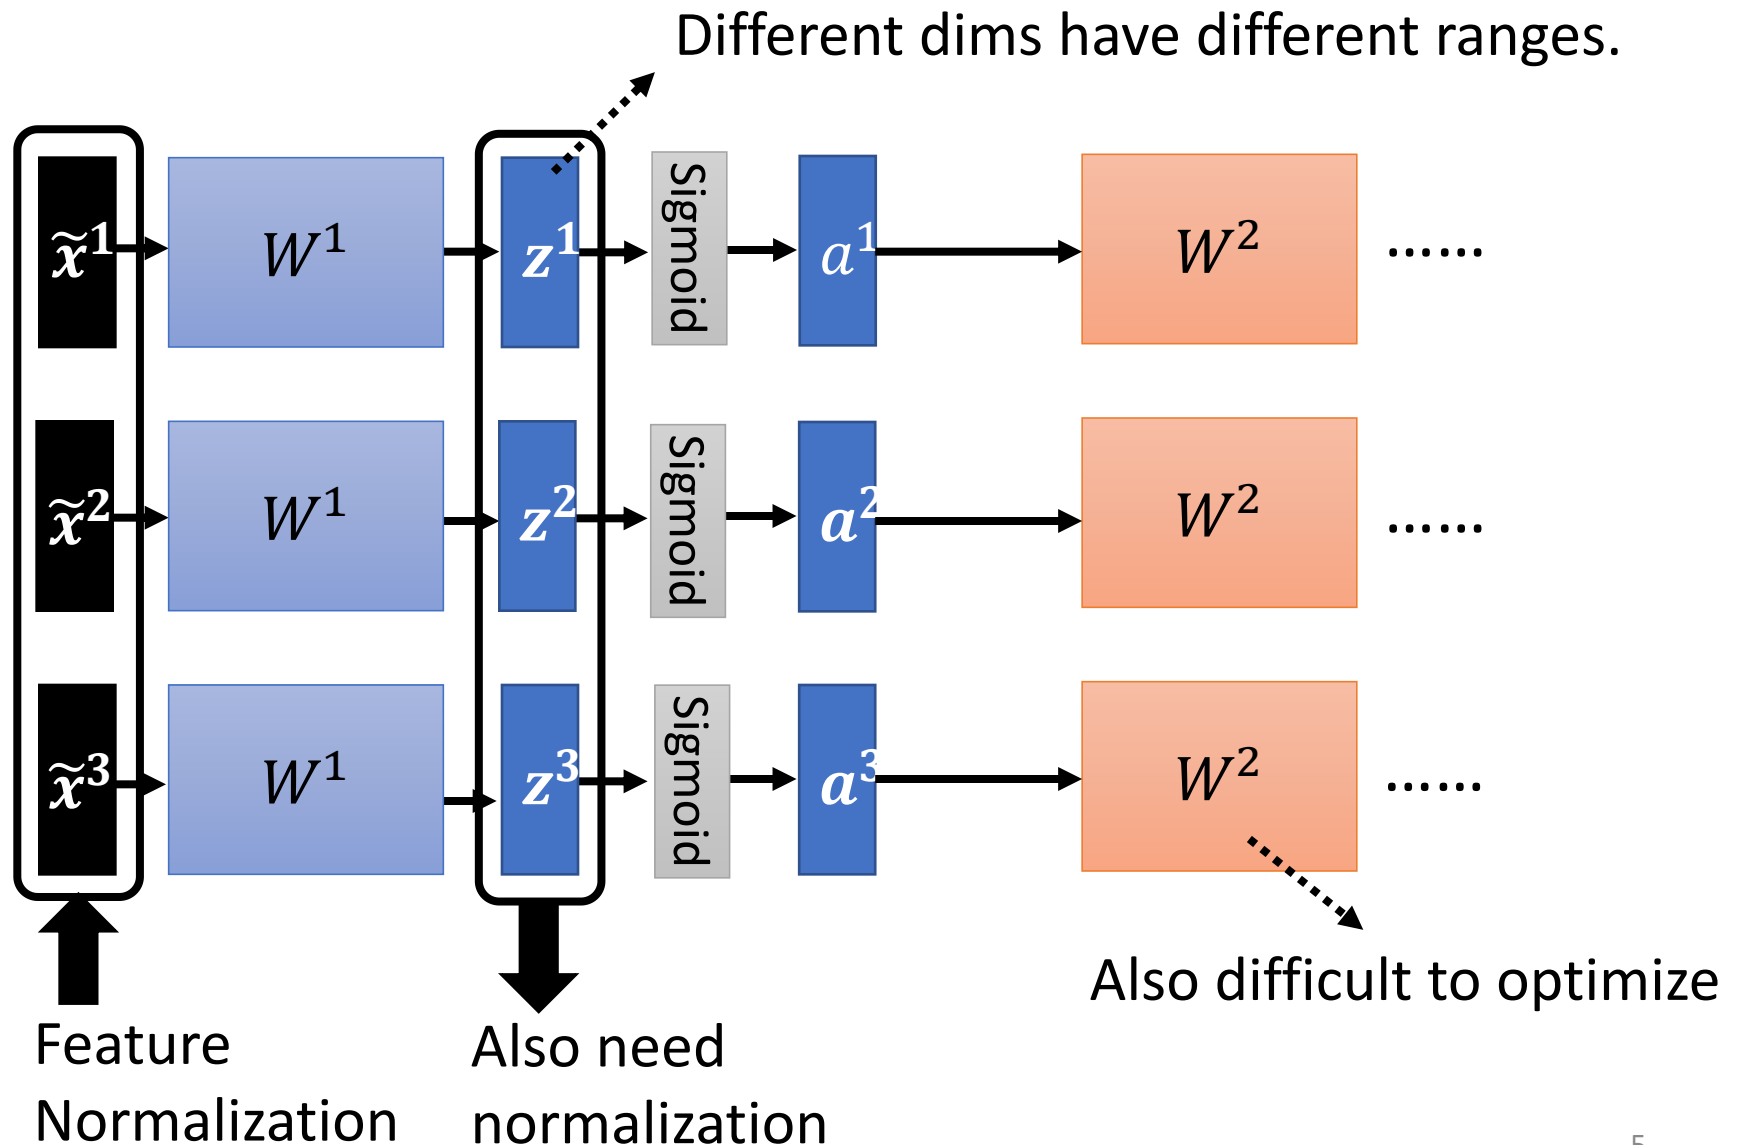 Different dims have different ranges.
x̃¹ W¹ z¹ Sigmoid a¹ W² ……
x̃² W¹ z² Sigmoid a² W² ……
x̃³ W¹ z³ Sigmoid a³ W² ……
Also difficult to optimize
Feature
Normalization
Also need
normalization
5